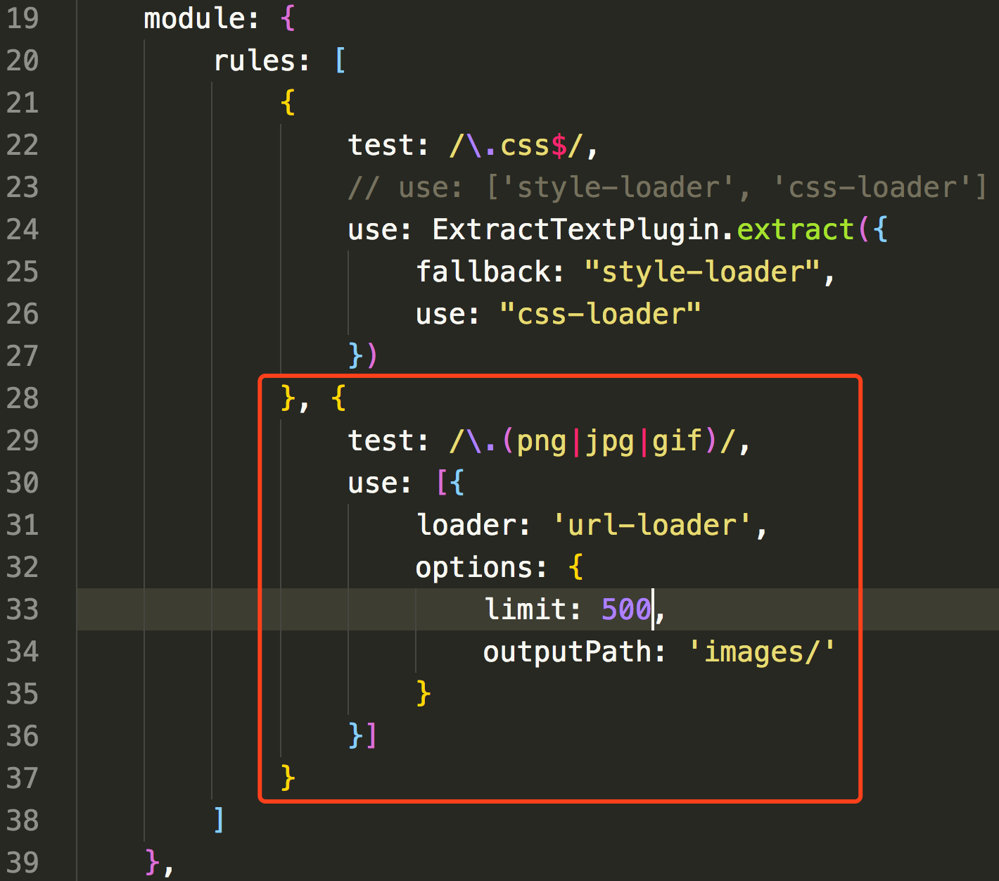 19 module: {
20 rules: [
21 {
22 test: /\.css$/,
23 // use: ['style-loader', 'css-loader']
24 use: ExtractTextPlugin.extract({
25 fallback: "style-loader",
26 use: "css-loader"
27 })
28 }, {
29 test: /\.(png|jpg|gif)/,
30 use: [{
31 loader: 'url-loader',
32 options: {
33 limit: 500,
34 outputPath: 'images/'
35 }
36 }]
37 }
38 ]
39 },